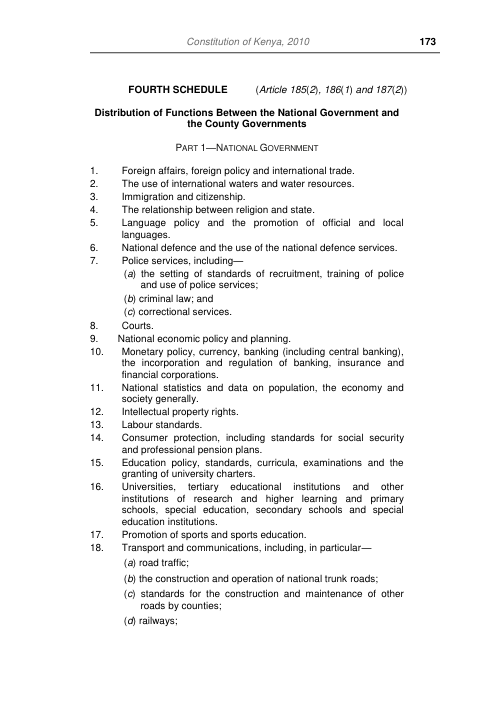 Constitution of Kenya, 2010 173
FOURTH SCHEDULE (Article 185(2), 186(1) and 187(2))
Distribution of Functions Between the National Government and
the County Governments
PART 1—NATIONAL GOVERNMENT
1. Foreign affairs, foreign policy and international trade.
2. The use of international waters and water resources.
3. Immigration and citizenship.
4. The relationship between religion and state.
5. Language policy and the promotion of official and local
languages.
6. National defence and the use of the national defence services.
7. Police services, including—
(a) the setting of standards of recruitment, training of police
and use of police services;
(b) criminal law; and
(c) correctional services.
8. Courts.
9. National economic policy and planning.
10. Monetary policy, currency, banking (including central banking),
the incorporation and regulation of banking, insurance and
financial corporations.
11. National statistics and data on population, the economy and
society generally.
12. Intellectual property rights.
13. Labour standards.
14. Consumer protection, including standards for social security
and professional pension plans.
15. Education policy, standards, curricula, examinations and the
granting of university charters.
16. Universities, tertiary educational institutions and other
institutions of research and higher learning and primary
schools, special education, secondary schools and special
education institutions.
17. Promotion of sports and sports education.
18. Transport and communications, including, in particular—
(a) road traffic;
(b) the construction and operation of national trunk roads;
(c) standards for the construction and maintenance of other
roads by counties;
(d) railways;